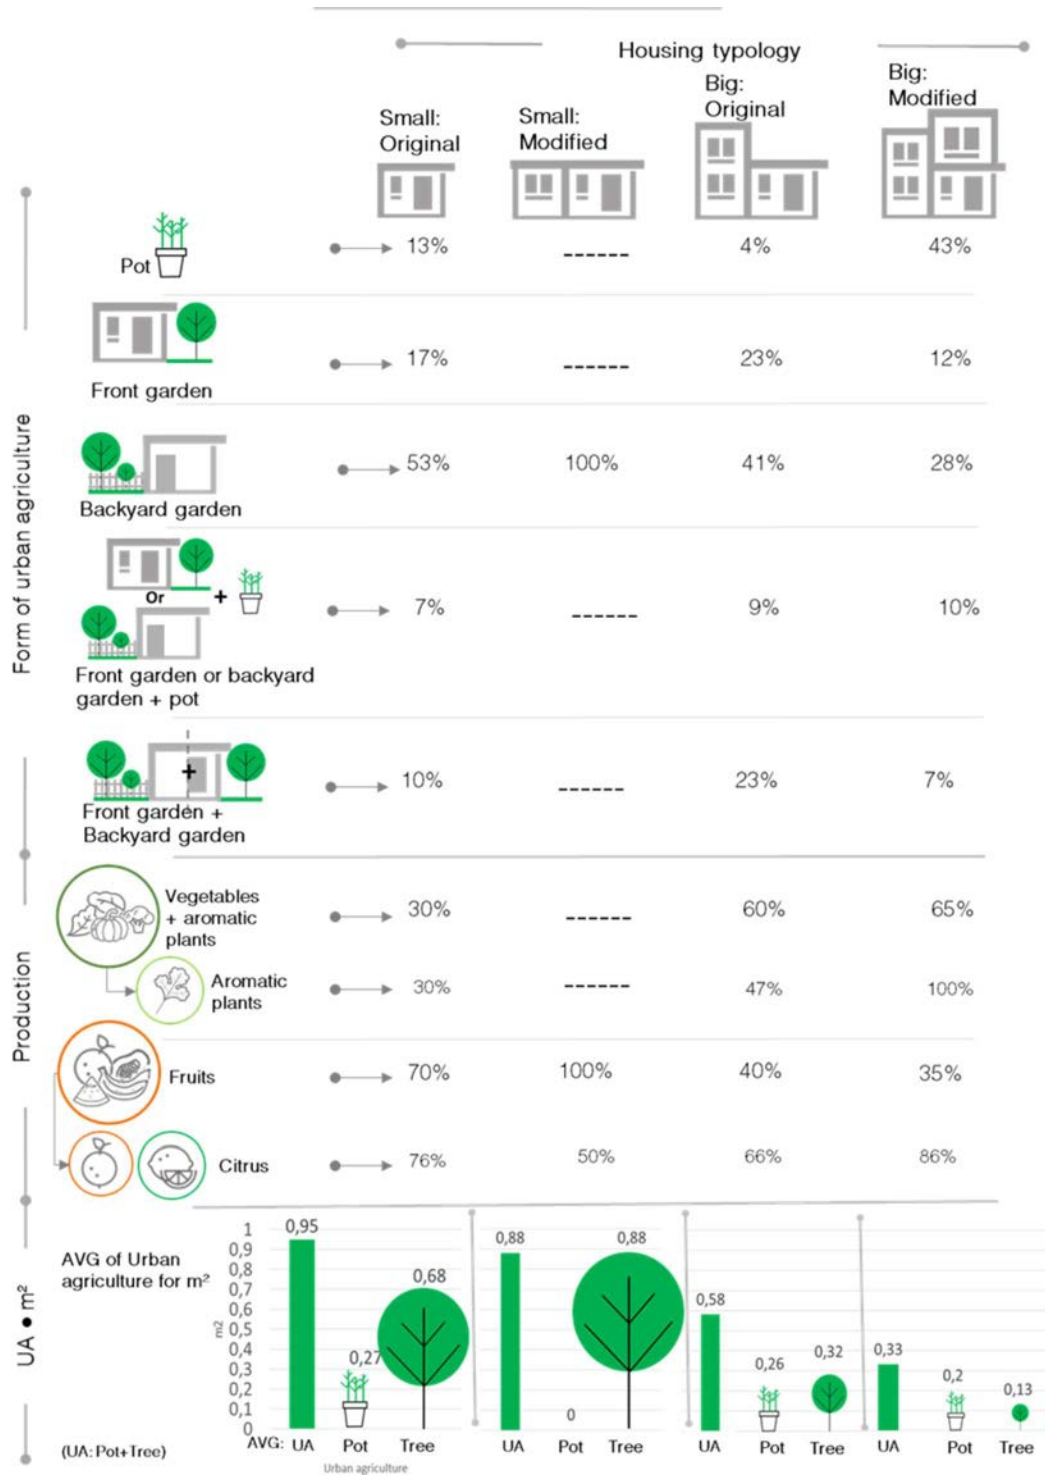 Housing typology
Small:
Original
Small:
Modified
Big:
Original
Big:
Modified
Form of urban agriculture
Pot
13%
------
4%
43%
Front garden
17%
------
23%
12%
Backyard garden
53%
100%
41%
28%
Or
+
Front garden or backyard
garden + pot
7%
------
9%
10%
+
Front garden +
Backyard garden
10%
------
23%
7%
Production
Vegetables
+ aromatic
plants
30%
------
60%
65%
Aromatic
plants
30%
------
47%
100%
Fruits
70%
100%
40%
35%
Citrus
76%
50%
66%
86%
UA ● m²
AVG of Urban
agriculture for m²
(UA: Pot+Tree)
m2
1
0,9
0,8
0,7
0,6
0,5
0,4
0,3
0,2
0,1
0
0,95
0,27
0,68
0,88
0
0,88
0,58
0,26
0,32
0,33
0,2
0,13
AVG: UA Pot Tree
UA Pot Tree
UA Pot Tree
UA Pot Tree
Urban agriculture